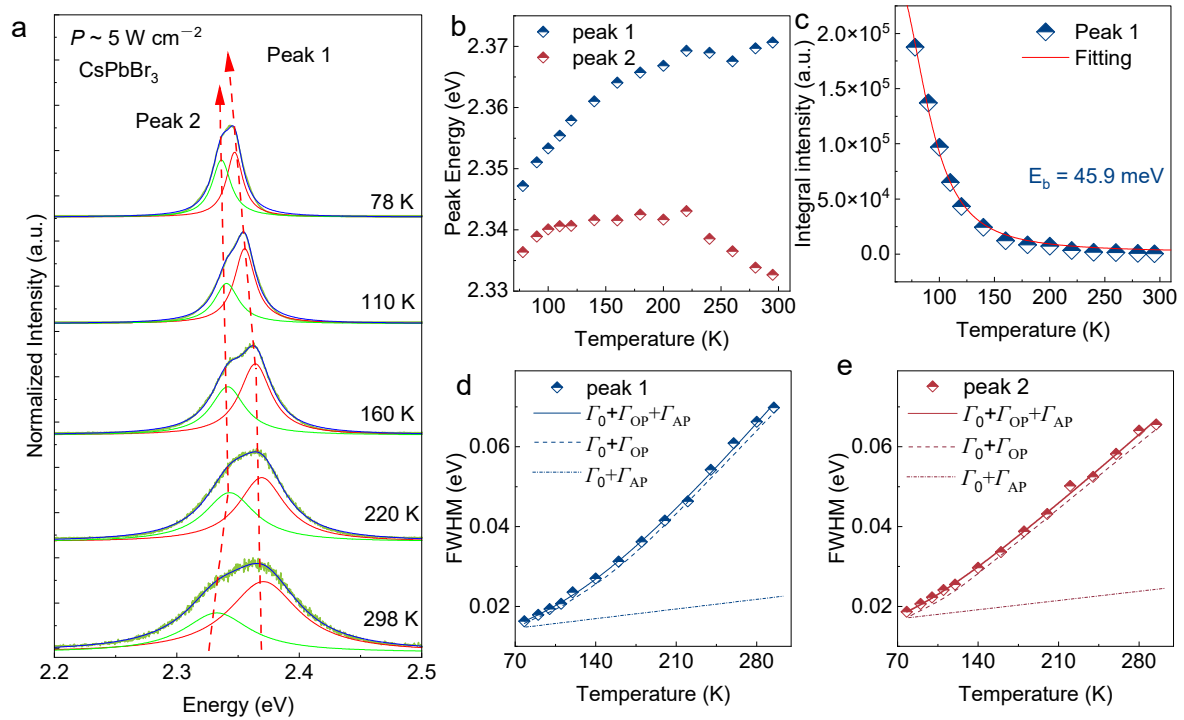 a
P ~ 5 W cm⁻²
CsPbBr₃
Peak 1
Peak 2
78 K
110 K
160 K
220 K
298 K
Normalized Intensity (a.u.)
2.2 2.3 2.4 2.5
Energy (eV)
b
peak 1
peak 2
2.37
2.36
2.35
2.34
2.33
Peak Energy (eV)
100 150 200 250 300
Temperature (K)
c
Peak 1
Fitting
2.0×10⁵
1.5×10⁵
1.0×10⁵
5.0×10⁴
0.0
Integral intensity (a.u.)
E_b = 45.9 meV
100 150 200 250 300
Temperature (K)
d
peak 1
Γ₀+Γ_OP+Γ_AP
Γ₀+Γ_OP
Γ₀+Γ_AP
0.06
0.04
0.02
FWHM (eV)
70 140 210 280
Temperature (K)
e
peak 2
Γ₀+Γ_OP+Γ_AP
Γ₀+Γ_OP
Γ₀+Γ_AP
0.06
0.04
0.02
FWHM (eV)
70 140 210 280
Temperature (K)